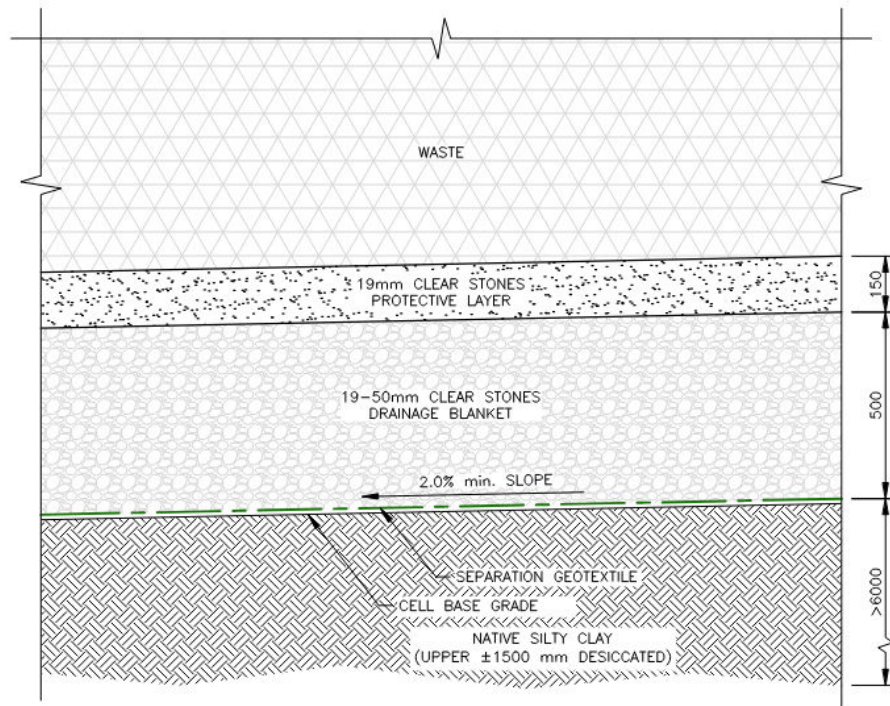 WASTE
19mm CLEAR STONES
PROTECTIVE LAYER
150
19-50mm CLEAR STONES
DRAINAGE BLANKET
500
2.0% min. SLOPE
SEPARATION GEOTEXTILE
CELL BASE GRADE
>6000
NATIVE SILTY CLAY
(UPPER ±1500 mm DESICCATED)